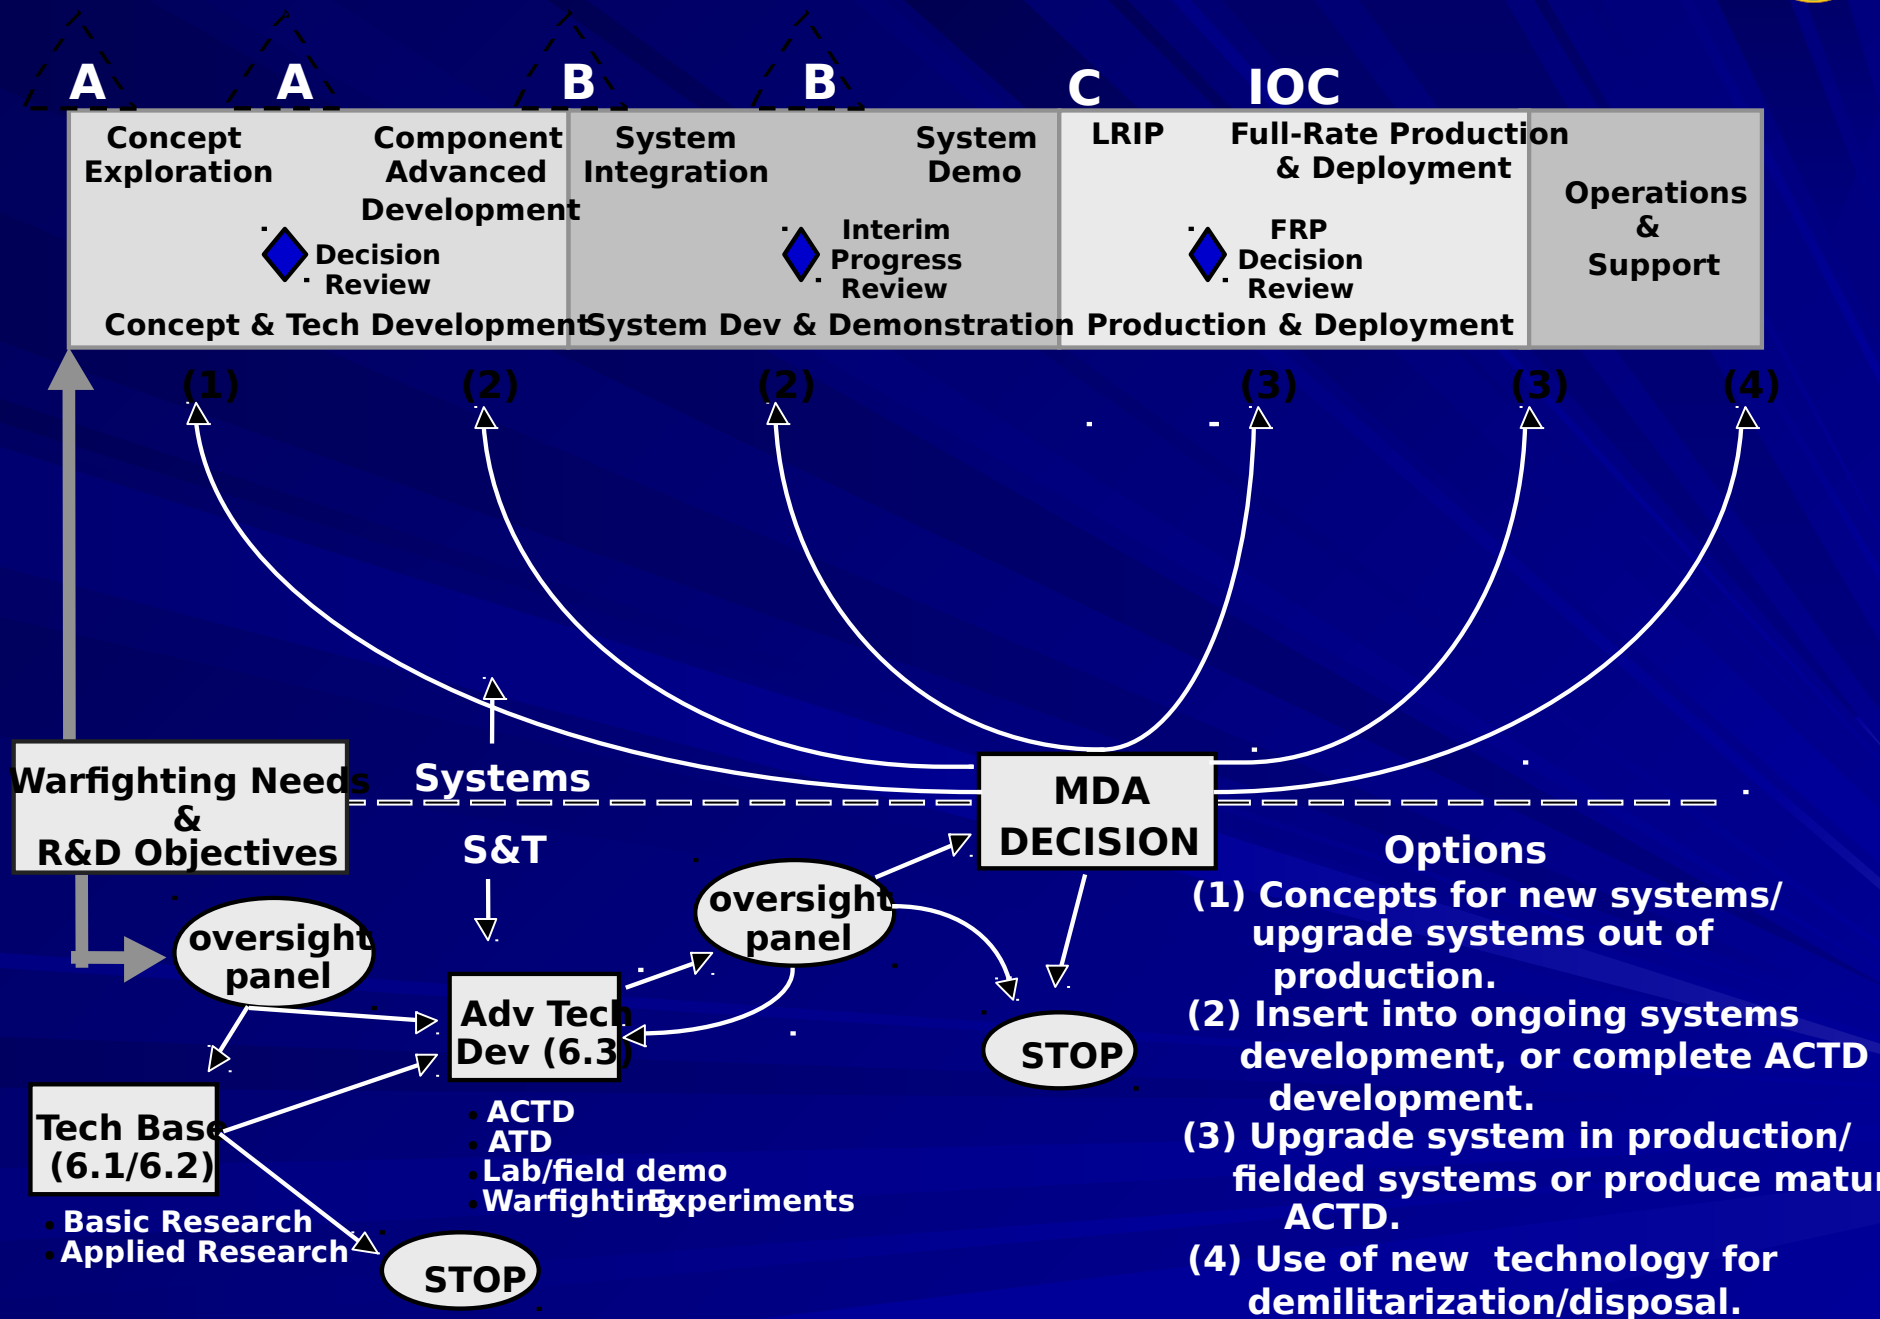 A A B B C IOC
Concept
Exploration
Component
Advanced
Development
Decision
Review
Concept & Tech Development
System
Integration
System
Demo
Interim
Progress
Review
System Dev & Demonstration
LRIP
Full-Rate Production
& Deployment
FRP
Decision
Review
Production & Deployment
Operations
&
Support
(1) (2) (2) (3) (3) (4)
Warfighting Needs
&
R&D Objectives
Systems
S&T
MDA
DECISION
oversight
panel
oversight
panel
Adv Tech
Dev (6.3)
• ACTD
• ATD
• Lab/field demo
• Warfighting Experiments
Tech Base
(6.1/6.2)
• Basic Research
• Applied Research
STOP
STOP
Options
(1) Concepts for new systems/
upgrade systems out of
production.
(2) Insert into ongoing systems
development, or complete ACTD
development.
(3) Upgrade system in production/
fielded systems or produce
ACTD.
(4) Use of new technology for
demilitarization/disposal.